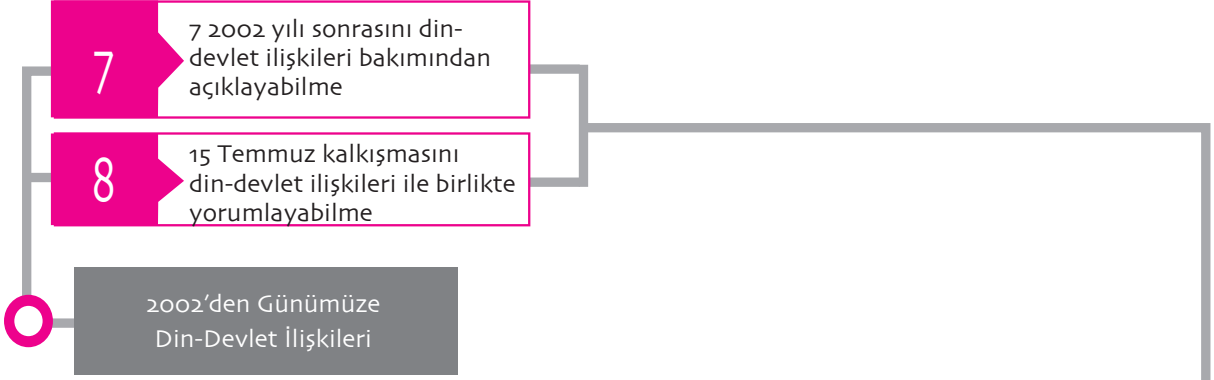 7
7 2002 yılı sonrasını din-
devlet ilişkileri bakımından
açıklayabilme
8
15 Temmuz kalkışmasını
din-devlet ilişkileri ile birlikte
yorumlayabilme
2002’den Günümüze
Din-Devlet İlişkileri